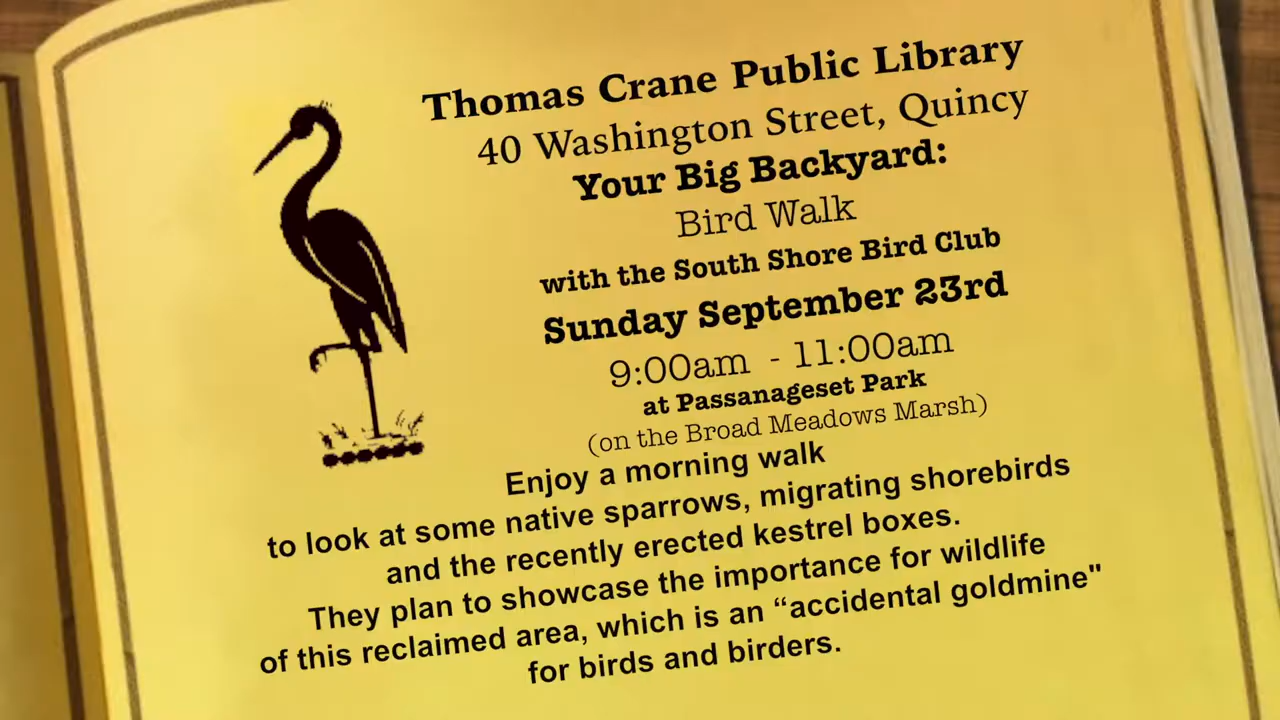 Thomas Crane Public Library
40 Washington Street, Quincy
Your Big Backyard:
Bird Walk
with the South Shore Bird Club
Sunday September 23rd
9:00am - 11:00am
at Passanageset Park
(on the Broad Meadows Marsh)
Enjoy a morning walk
to look at some native sparrows, migrating shorebirds
and the recently erected kestrel boxes.
They plan to showcase the importance for wildlife
of this reclaimed area, which is an “accidental goldmine"
for birds and birders.